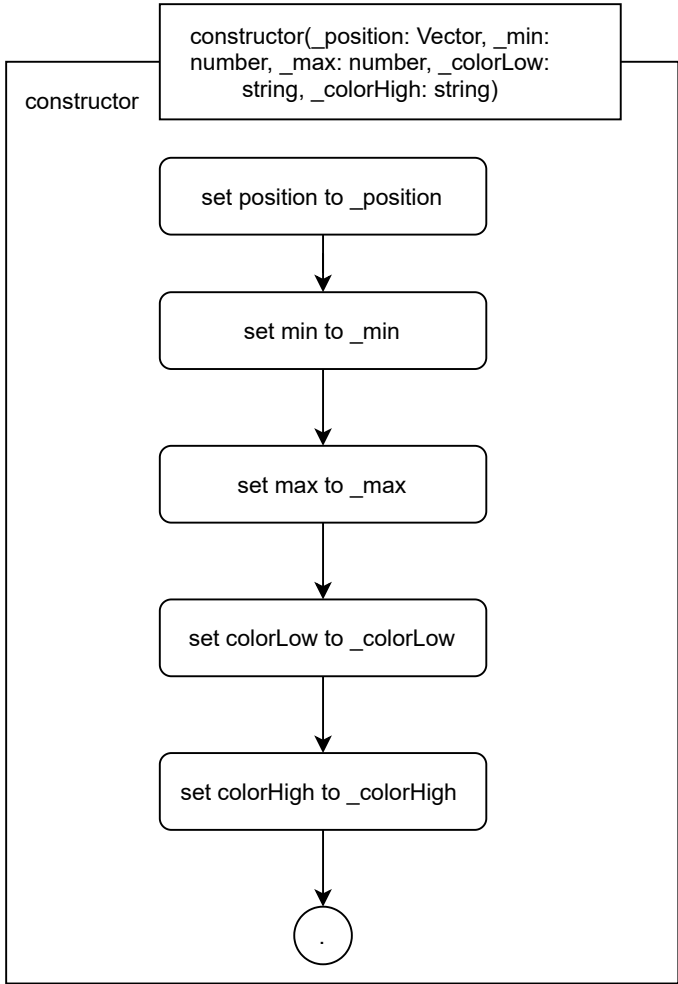 constructor(_position: Vector, _min:
number, _max: number, _colorLow:
string, _colorHigh: string)
constructor
set position to _position
set min to _min
set max to _max
set colorLow to _colorLow
set colorHigh to _colorHigh
.